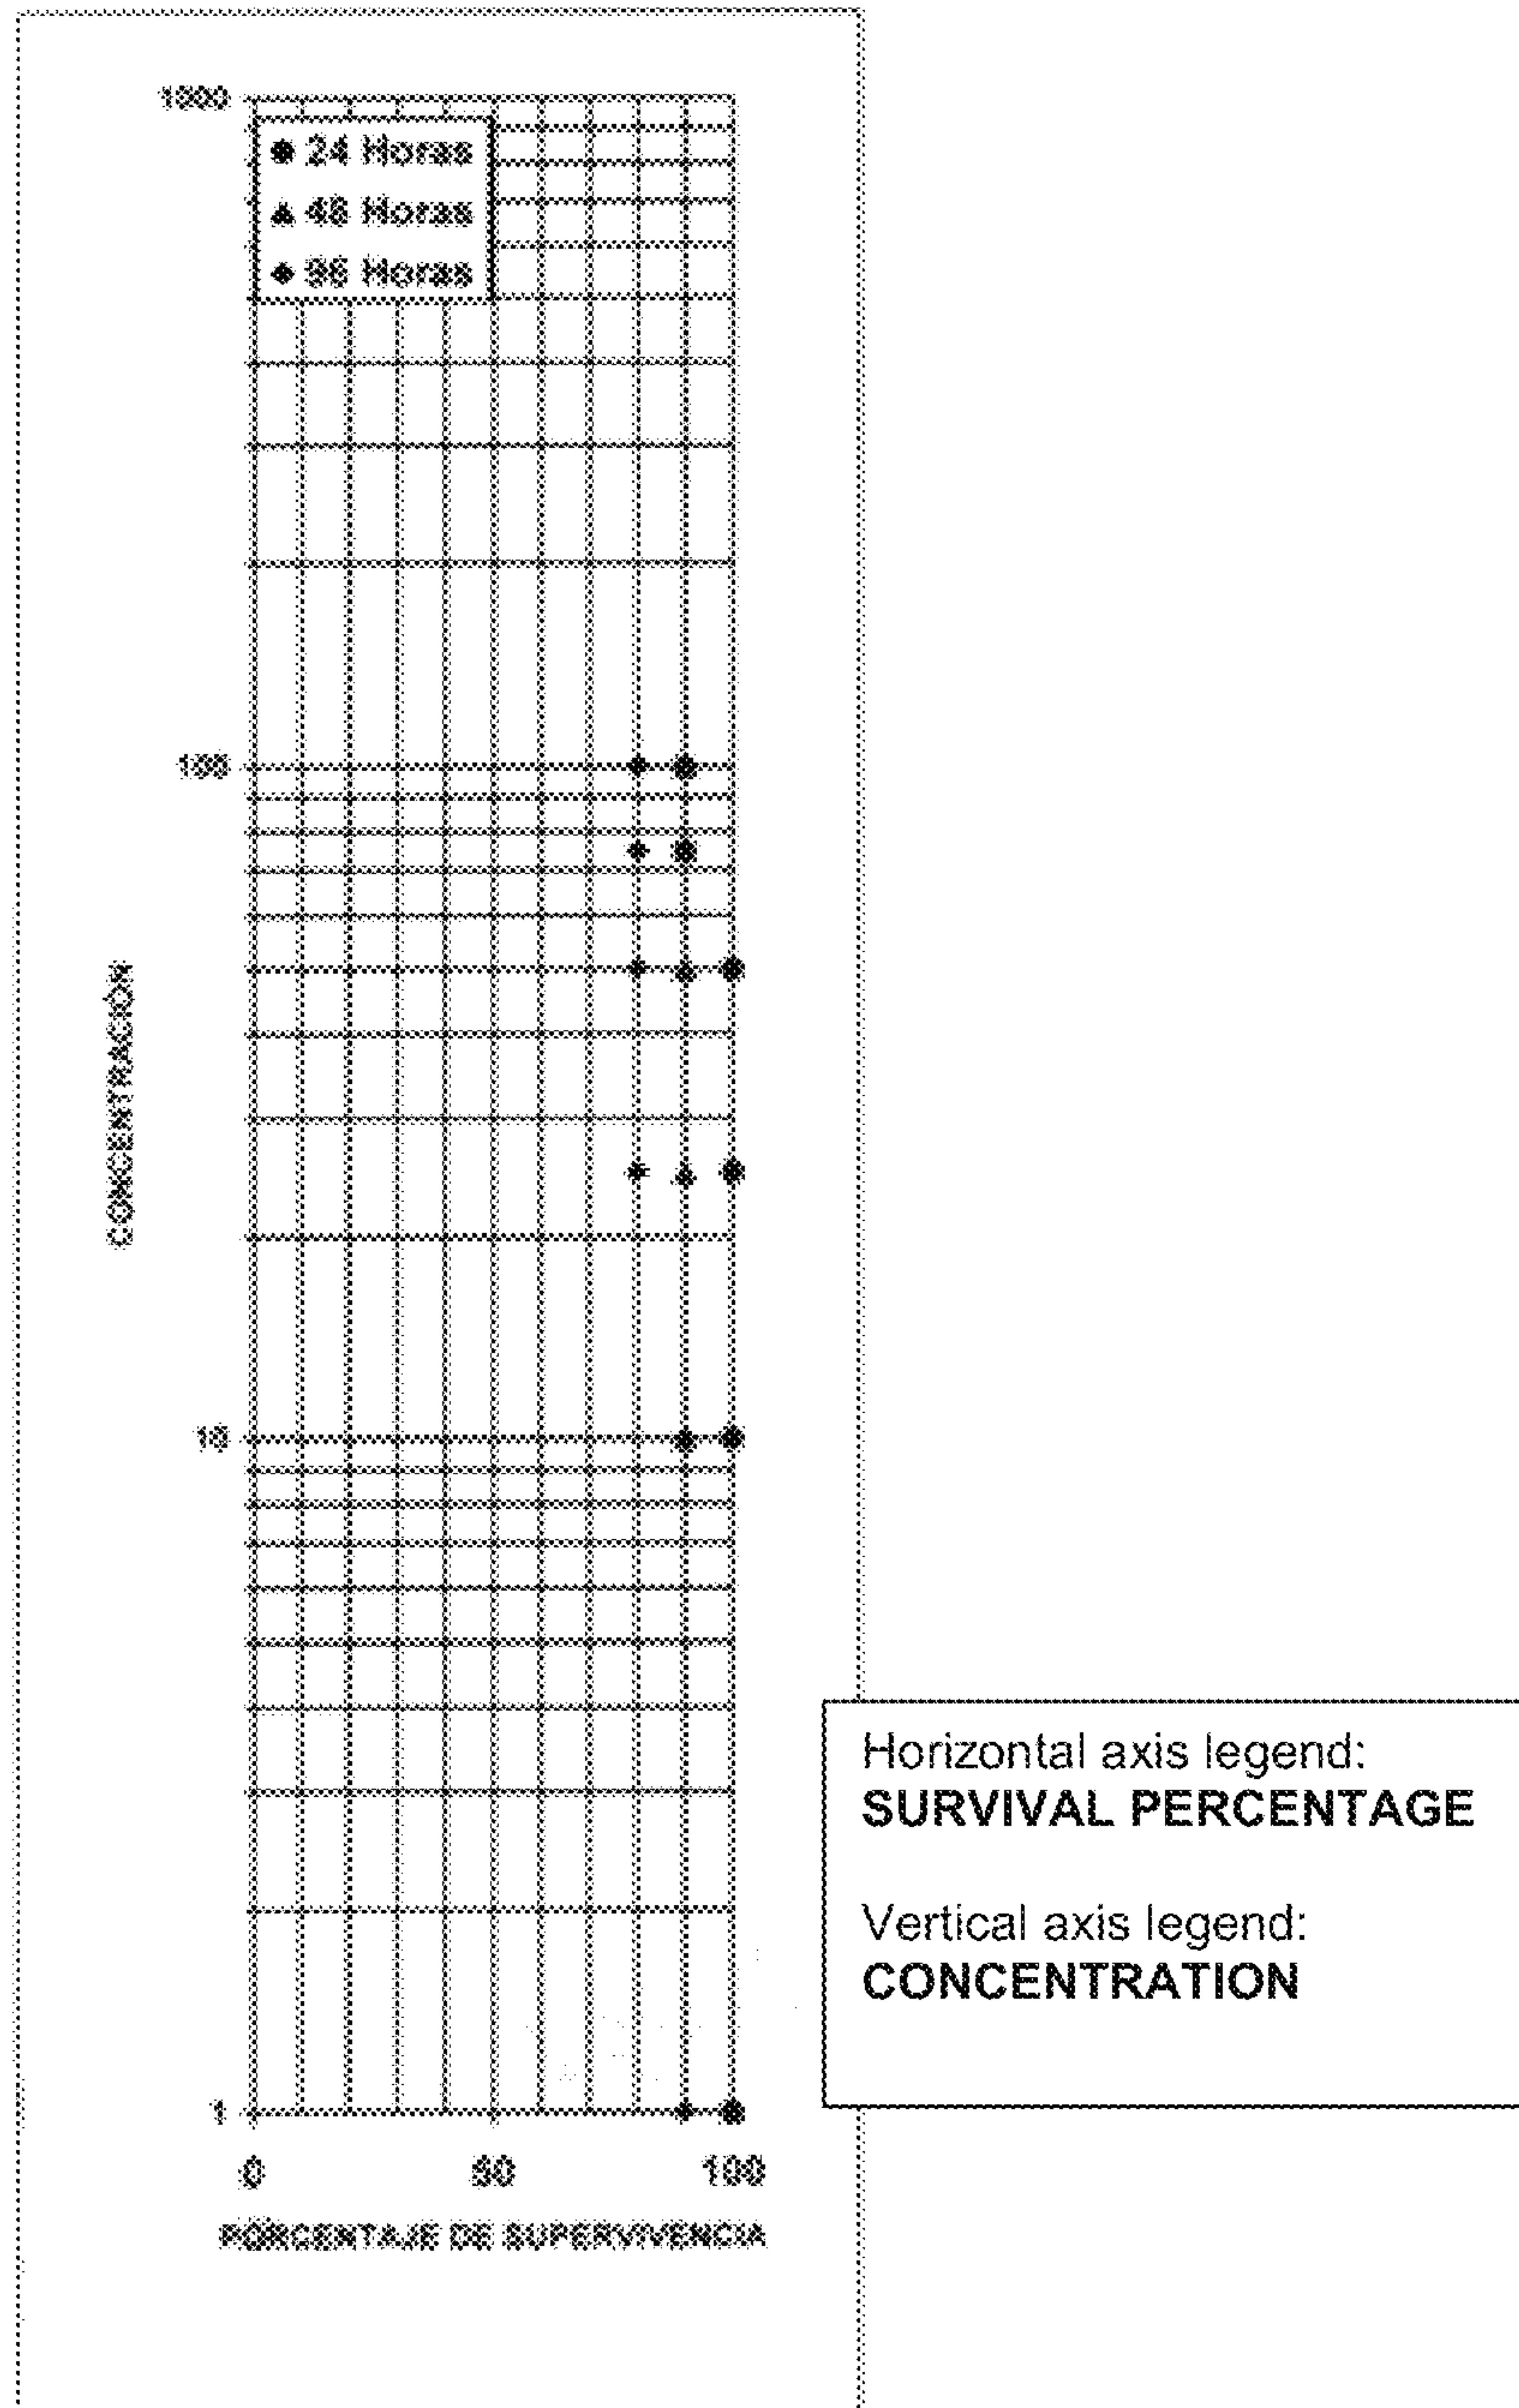 1000
24 Horas
48 Horas
96 Horas
100
CONCENTRACIÓN
10
1
0 50 100
PORCENTAJE DE SUPERVIVENCIA
Horizontal axis legend:
SURVIVAL PERCENTAGE
Vertical axis legend:
CONCENTRATION